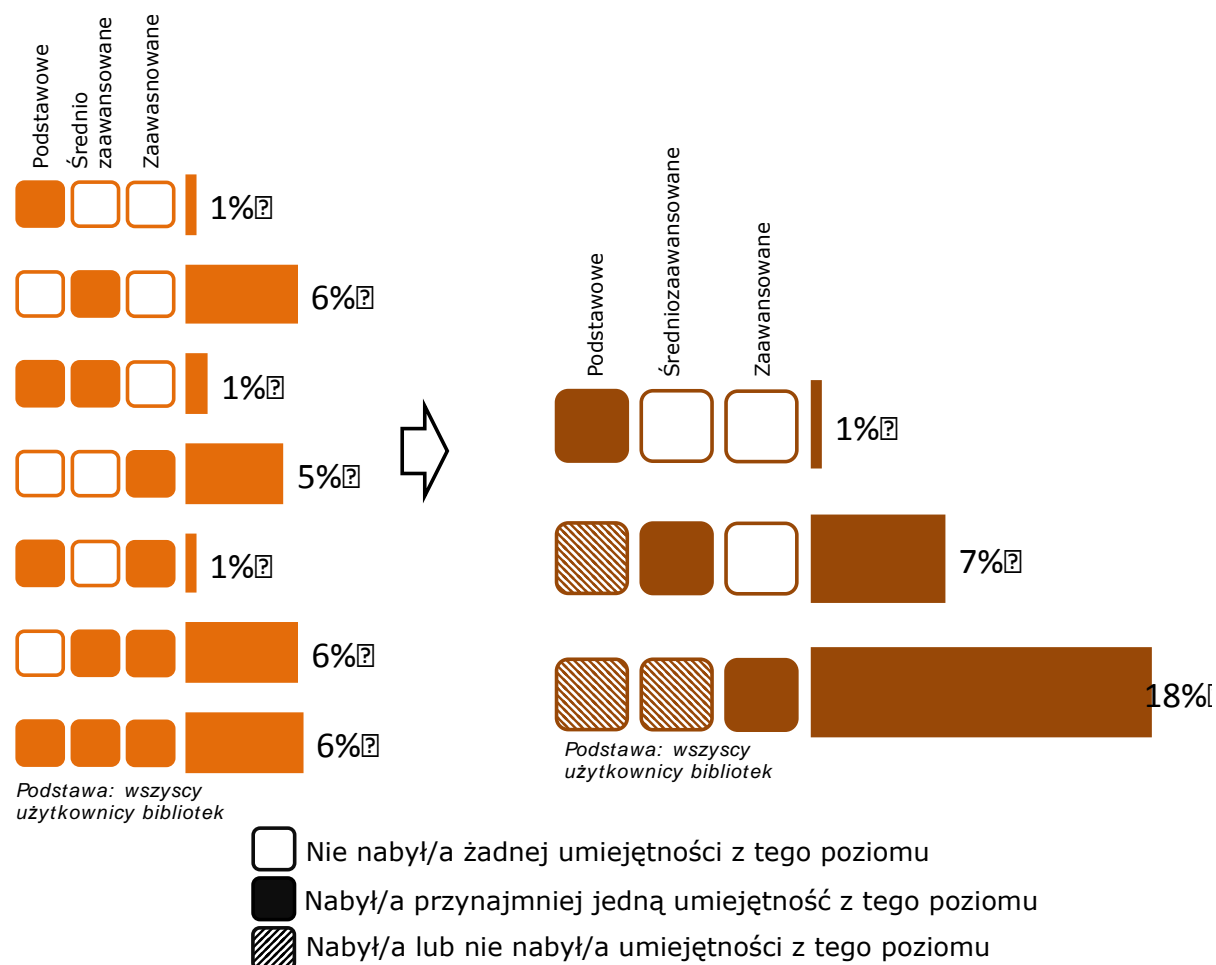 Podstawowe
Średnio
zaawansowane
Zaawasnowane
1%
6%
1%
5%
1%
6%
6%
Podstawa: wszyscy
użytkownicy bibliotek
Podstawowe
Średniozaawansowane
Zaawansowane
1%
7%
18%
Podstawa: wszyscy
użytkownicy bibliotek
Nie nabył/a żadnej umiejętności z tego poziomu
Nabył/a przynajmniej jedną umiejętność z tego poziomu
Nabył/a lub nie nabył/a umiejętności z tego poziomu